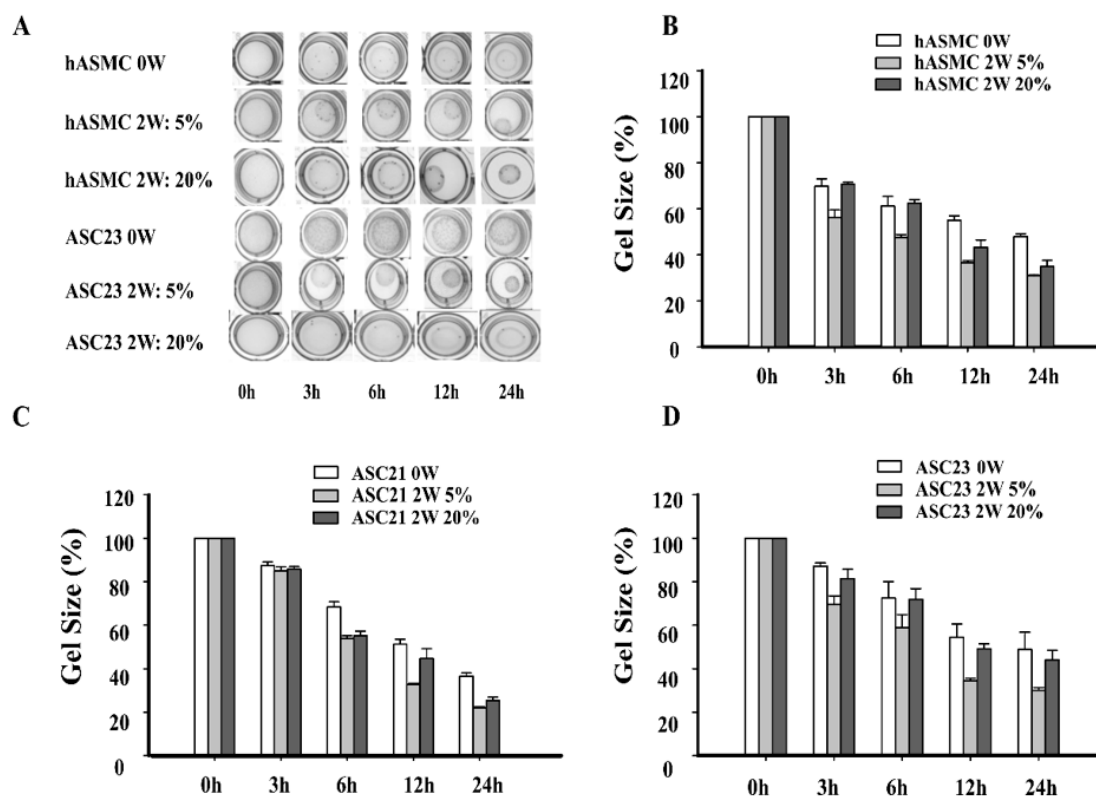 A
hASMC 0W
hASMC 2W: 5%
hASMC 2W: 20%
ASC23 0W
ASC23 2W: 5%
ASC23 2W: 20%
0h 3h 6h 12h 24h
B
hASMC 0W
hASMC 2W 5%
hASMC 2W 20%
Gel Size (%)
120
100
80
60
40
20
0
0h 3h 6h 12h 24h
C
ASC21 0W
ASC21 2W 5%
ASC21 2W 20%
Gel Size (%)
120
100
80
60
40
20
0
0h 3h 6h 12h 24h
D
ASC23 0W
ASC23 2W 5%
ASC23 2W 20%
Gel Size (%)
120
100
80
60
40
20
0
0h 3h 6h 12h 24h